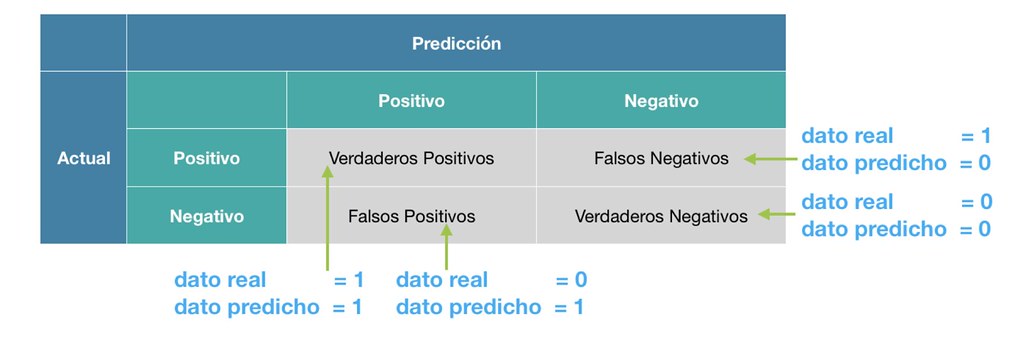 Predicción
Positivo Negativo
Actual Positivo Verdaderos Positivos Falsos Negativos
Negativo Falsos Positivos Verdaderos Negativos
dato real = 1
dato predicho = 0
dato real = 0
dato predicho = 0
dato real = 1
dato predicho = 1
dato real = 0
dato predicho = 1